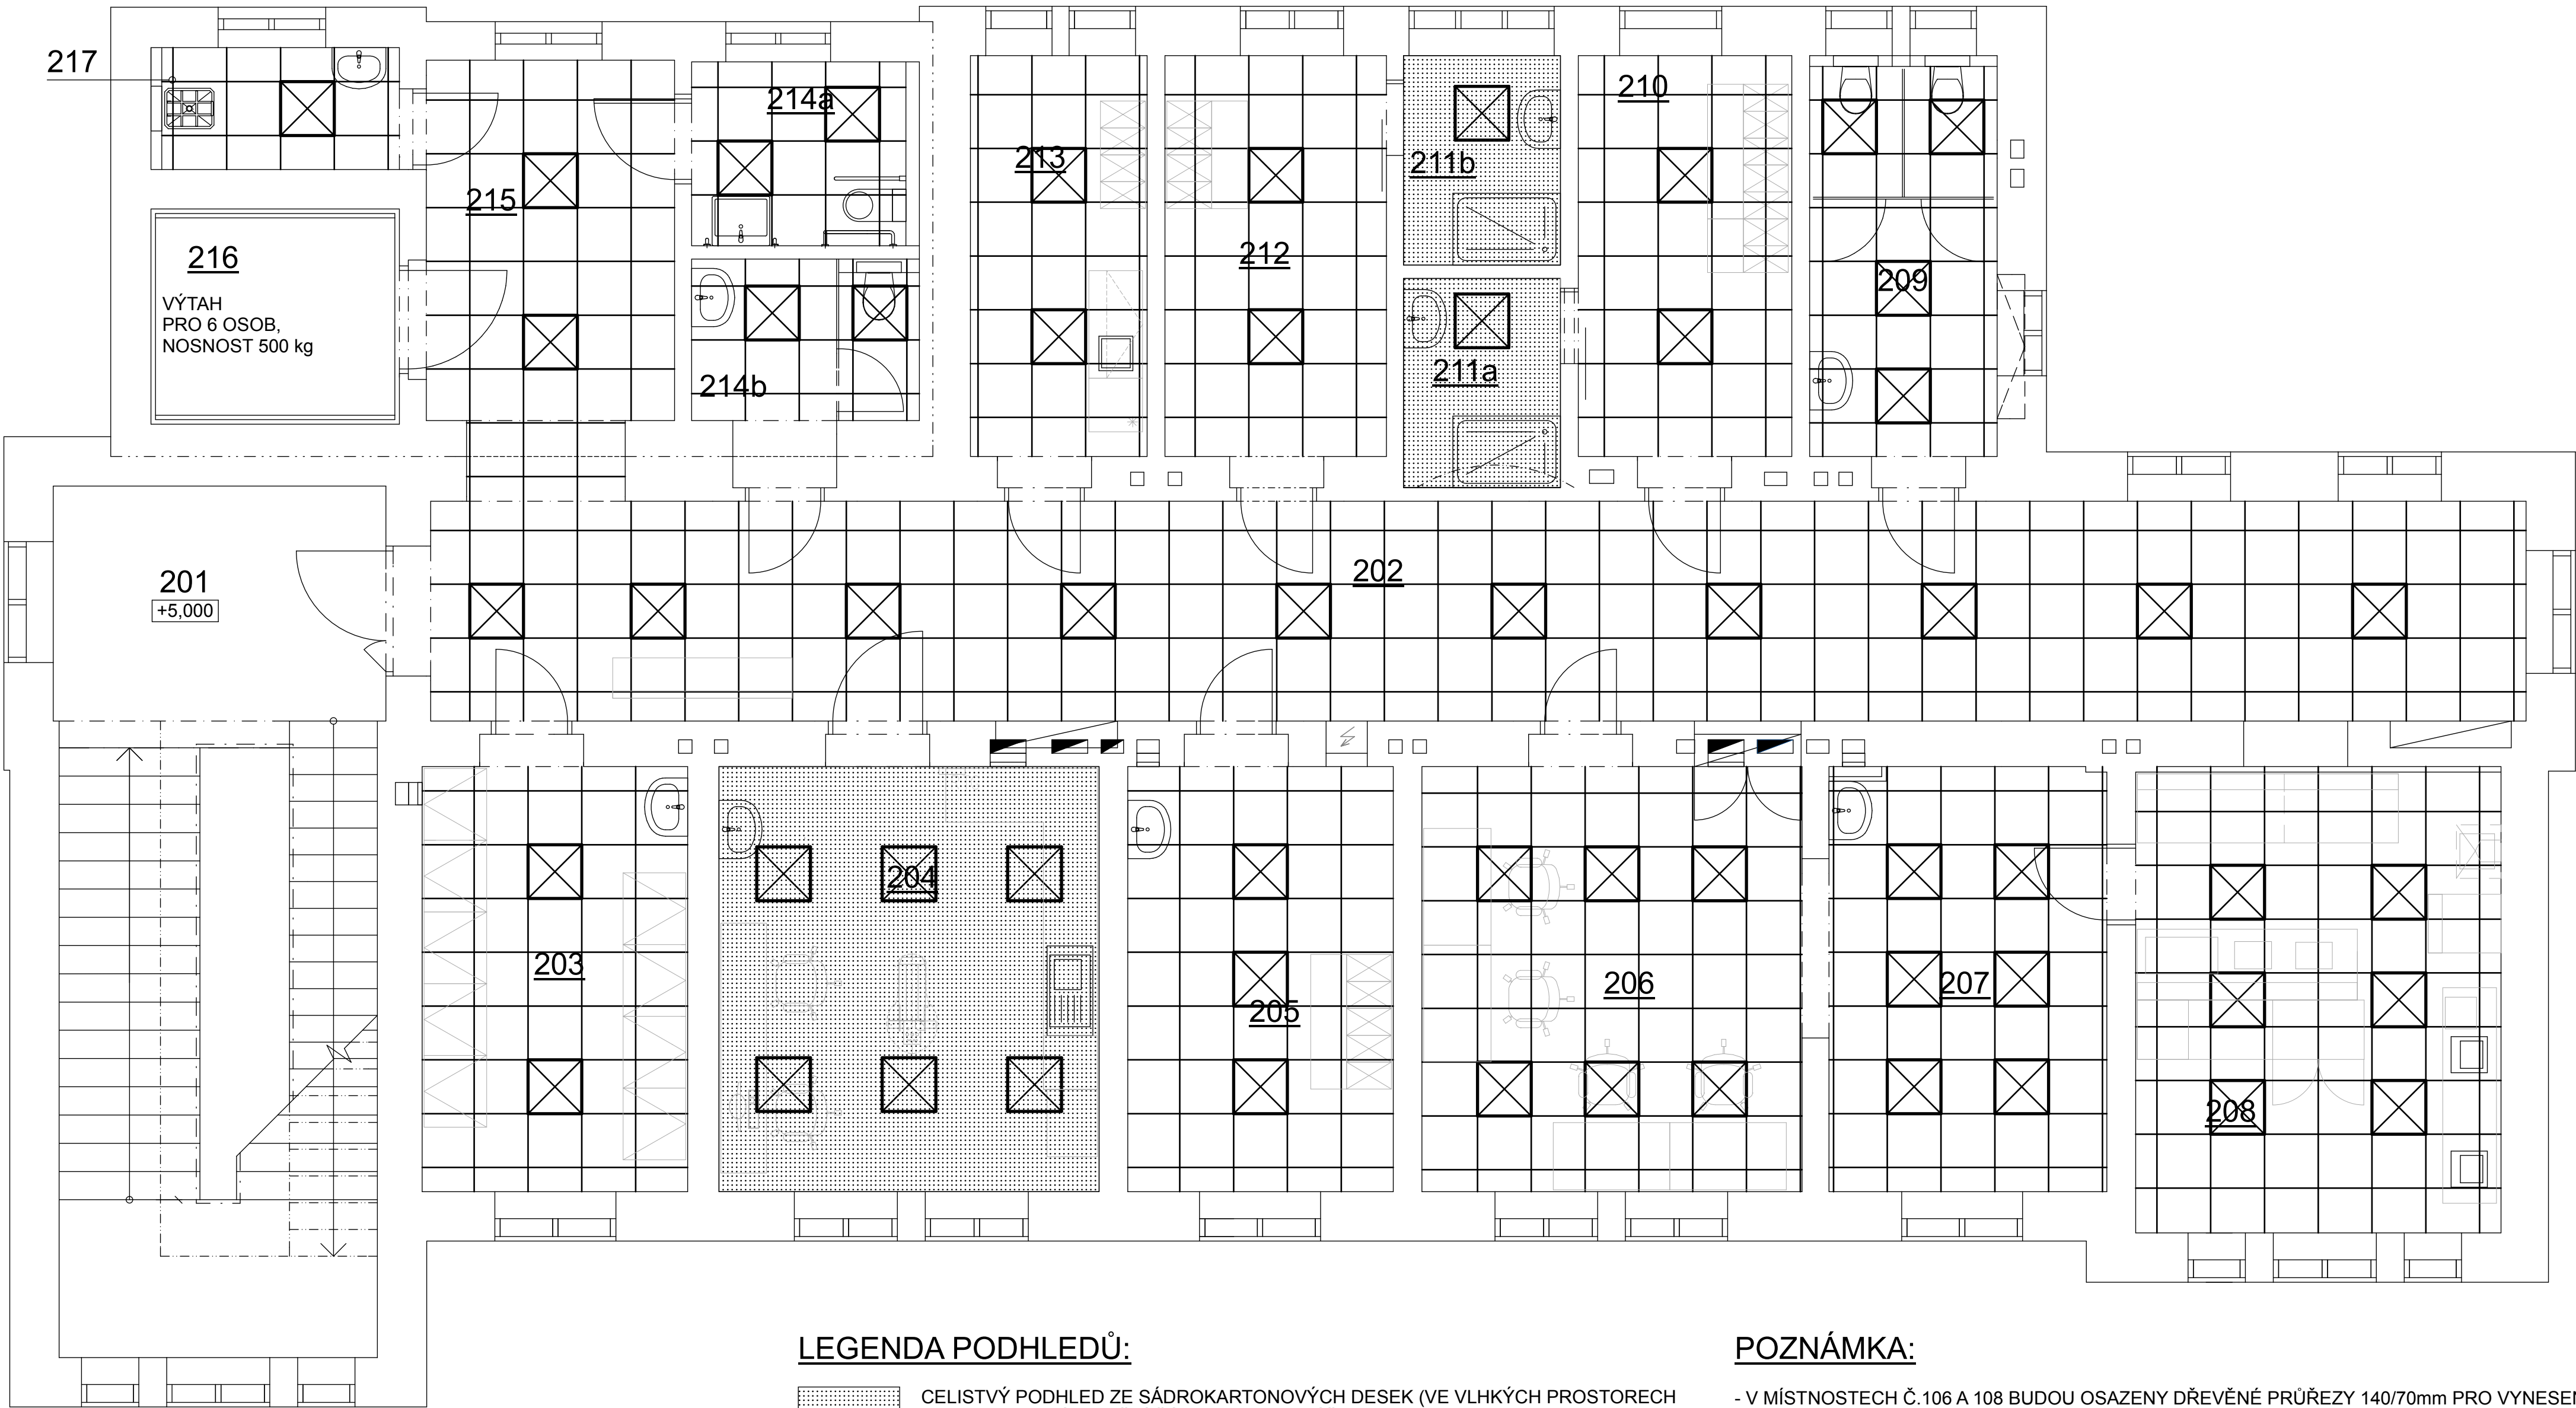 217
214a
210
213
211b
215
212
216
209
VÝTAH
PRO 6 OSOB,
NOSNOST 500 kg
211a
214b
202
201
+5,000
204
203
206
207
205
208
LEGENDA PODHLEDŮ:
POZNÁMKA:
CELISTVÝ PODHLED ZE SÁDROKARTONOVÝCH DESEK (VE VLHKÝCH PROSTORECH
- V MÍSTNOSTECH Č.106 A 108 BUDOU OSAZENY DŘEVĚNÉ PRŮŘEZY 140/70mm PRO